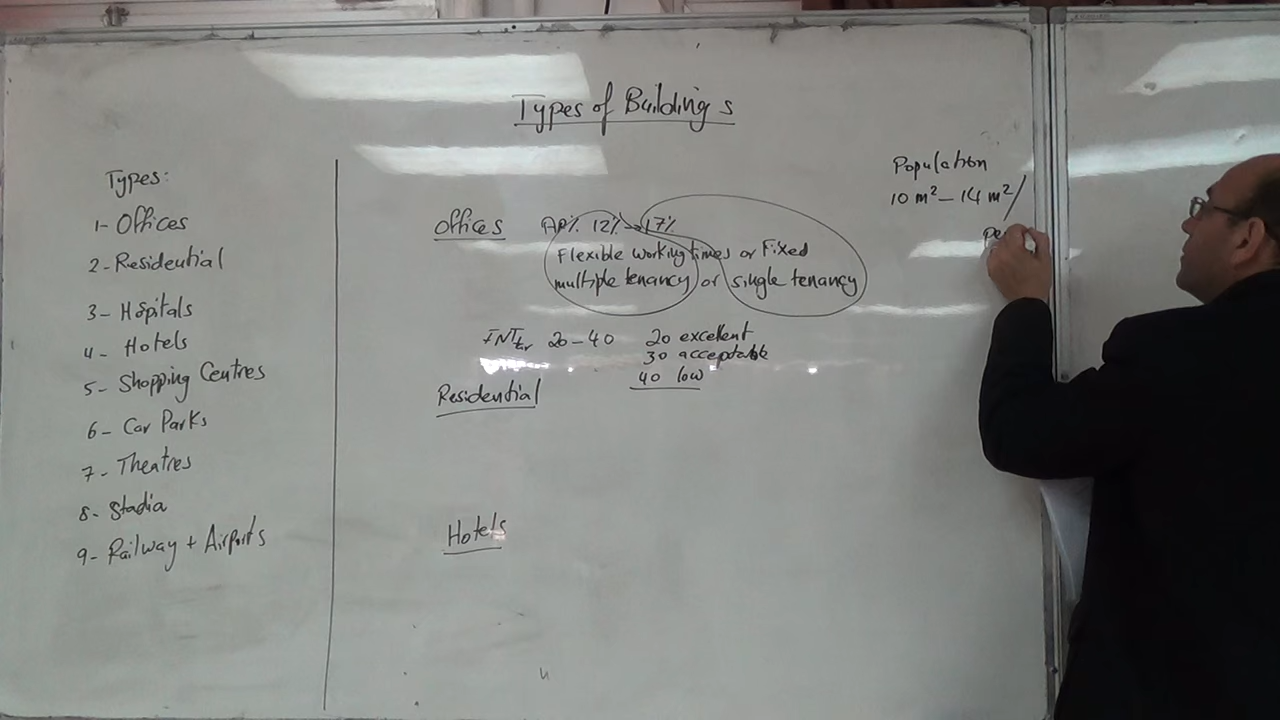 Types of Buildings
Types:
1- Offices
2- Residential
3- Hospitals
4- Hotels
5- Shopping Centres
6- Car Parks
7- Theatres
8- Stadia
9- Railway + Airports
Offices AR% 12% → 17%
Flexible working times or Fixed
multiple tenancy or single tenancy
INT 20-40 20 excellent
30 acceptable
40 low
Residential
Hotels
Population
10 m² - 14 m²/
pe